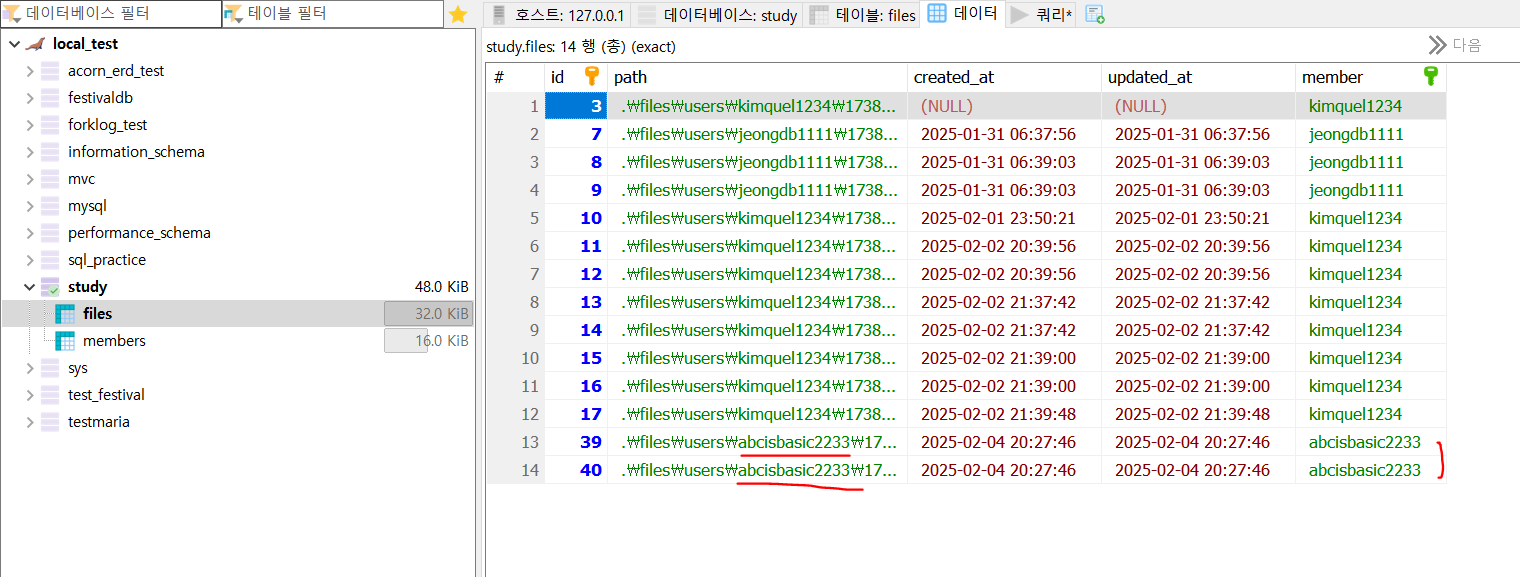 데이터베이스 필터 테이블 필터
호스트: 127.0.0.1 데이터베이스: study 테이블: files 데이터 쿼리*
study.files: 14 행 (총) (exact) 다음
local_test
acorn_erd_test
festivaldb
forklog_test
information_schema
mvc
mysql
performance_schema
sql_practice
study 48.0 KiB
files 32.0 KiB
members 16.0 KiB
sys
test_festival
testmaria
# id path created_at updated_at member
1 3 .₩files₩users₩kimquel1234₩1738... (NULL) (NULL) kimquel1234
2 7 .₩files₩users₩jeongdb1111₩1738... 2025-01-31 06:37:56 2025-01-31 06:37:56 jeongdb1111
3 8 .₩files₩users₩jeongdb1111₩1738... 2025-01-31 06:39:03 2025-01-31 06:39:03 jeongdb1111
4 9 .₩files₩users₩jeongdb1111₩1738... 2025-01-31 06:39:03 2025-01-31 06:39:03 jeongdb1111
5 10 .₩files₩users₩kimquel1234₩1738... 2025-02-01 23:50:21 2025-02-01 23:50:21 kimquel1234
6 11 .₩files₩users₩kimquel1234₩1738... 2025-02-02 20:39:56 2025-02-02 20:39:56 kimquel1234
7 12 .₩files₩users₩kimquel1234₩1738... 2025-02-02 20:39:56 2025-02-02 20:39:56 kimquel1234
8 13 .₩files₩users₩kimquel1234₩1738... 2025-02-02 21:37:42 2025-02-02 21:37:42 kimquel1234
9 14 .₩files₩users₩kimquel1234₩1738... 2025-02-02 21:37:42 2025-02-02 21:37:42 kimquel1234
10 15 .₩files₩users₩kimquel1234₩1738... 2025-02-02 21:39:00 2025-02-02 21:39:00 kimquel1234
11 16 .₩files₩users₩kimquel1234₩1738... 2025-02-02 21:39:00 2025-02-02 21:39:00 kimquel1234
12 17 .₩files₩users₩kimquel1234₩1738... 2025-02-02 21:39:48 2025-02-02 21:39:48 kimquel1234
13 39 .₩files₩users₩abcisbasic2233₩17... 2025-02-04 20:27:46 2025-02-04 20:27:46 abcisbasic2233
14 40 .₩files₩users₩abcisbasic2233₩17... 2025-02-04 20:27:46 2025-02-04 20:27:46 abcisbasic2233